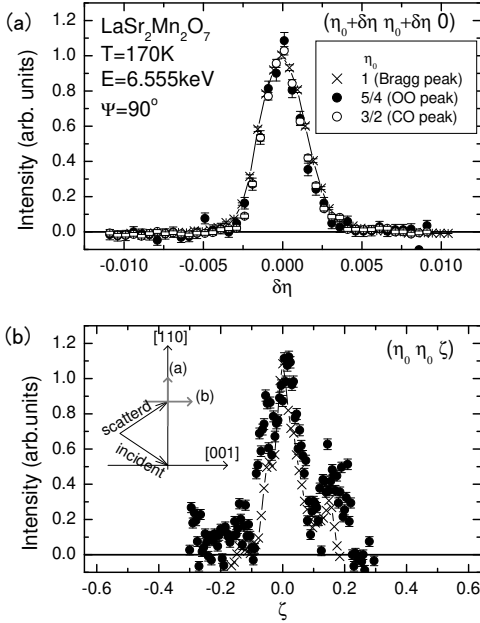 (a)
LaSr₂Mn₂O₇
T=170K
E=6.555keV
Ψ=90°
(η₀+δη η₀+δη 0)
η₀
× 1 (Bragg peak)
● 5/4 (OO peak)
○ 3/2 (CO peak)
Intensity (arb. units)
1.2
1.0
0.8
0.6
0.4
0.2
0.0
-0.010 -0.005 0.000 0.005 0.010
δη
(b)
(η₀ η₀ ζ)
[110]
(a)
(b)
scatterd
incident
[001]
Intensity (arb.units)
1.2
1.0
0.8
0.6
0.4
0.2
0.0
-0.6 -0.4 -0.2 0.0 0.2 0.4 0.6
ζ